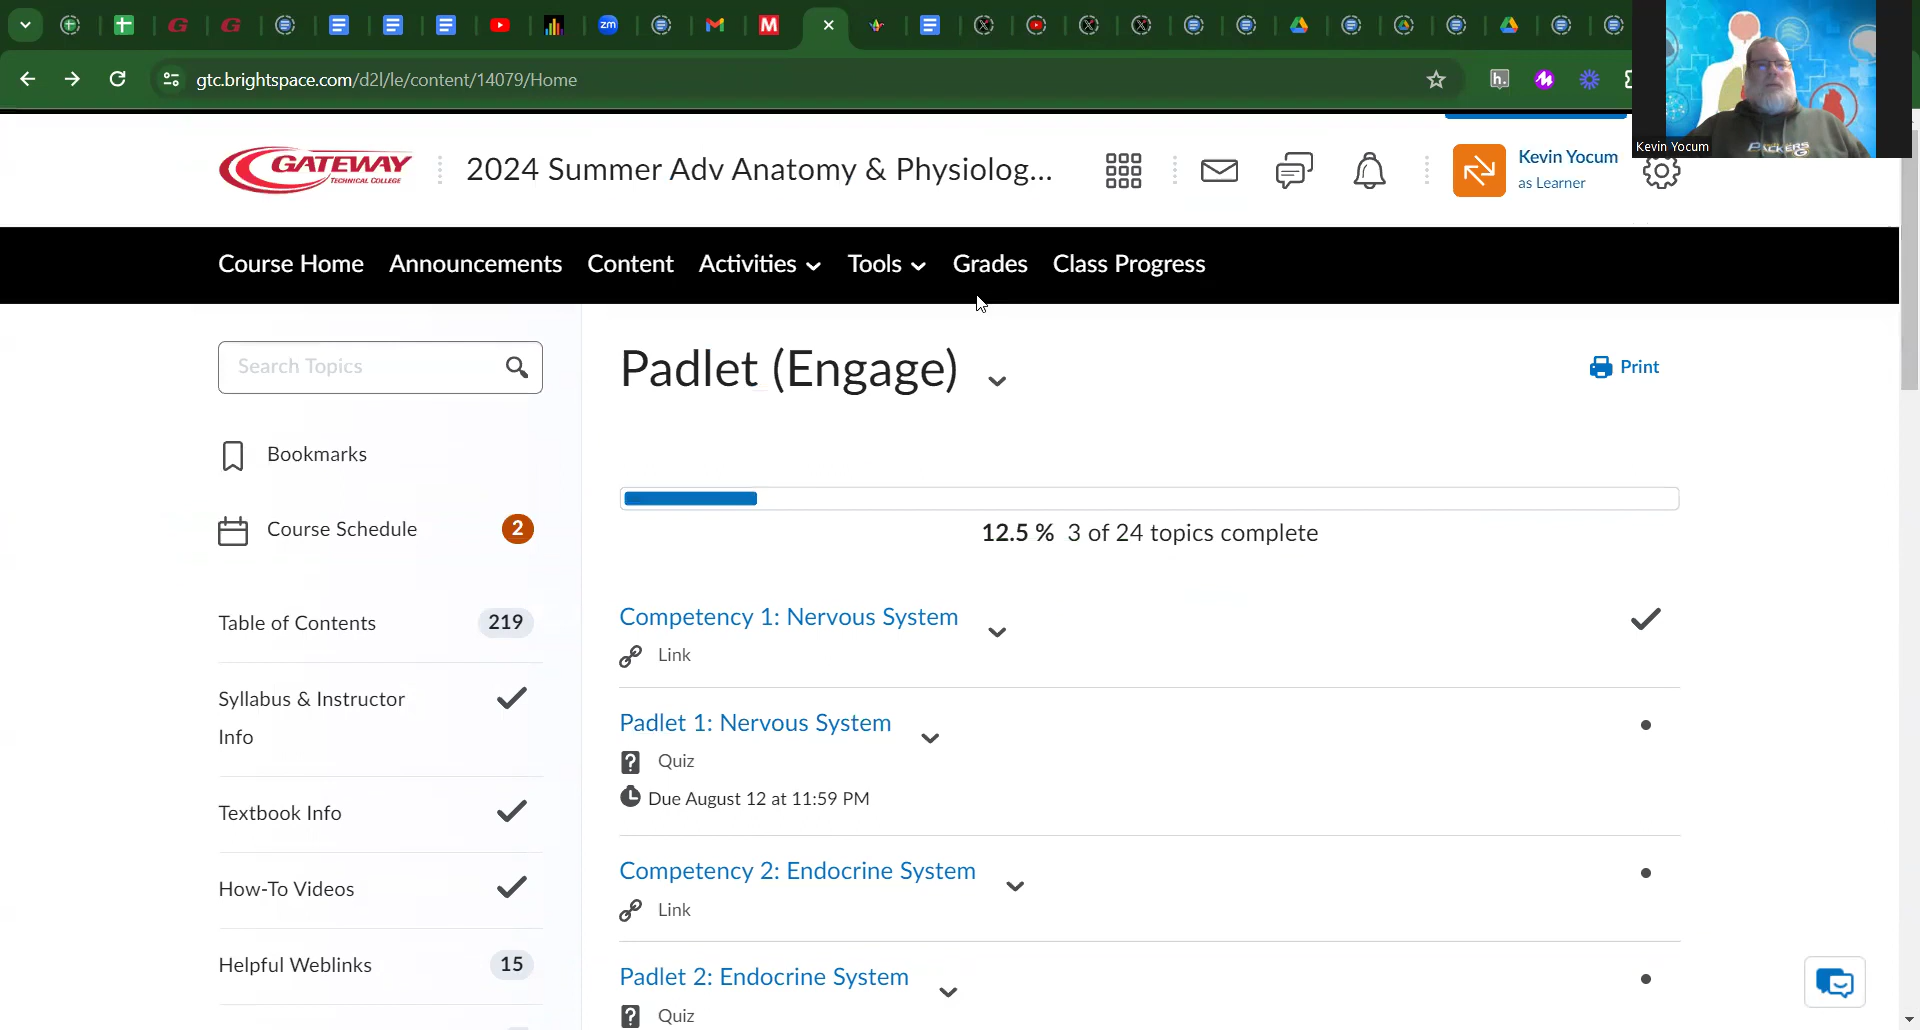 zm
M
gtc.brightspace.com/d2l/le/content/14079/Home
h.
Kevin Yocum
PACKERS
GATEWAY
TECHNICAL COLLEGE
2024 Summer Adv Anatomy & Physiolog...
Kevin Yocum
as Learner
Course Home Announcements Content Activities Tools Grades Class Progress
Search Topics
Bookmarks
Course Schedule 2
Table of Contents 219
Syllabus & Instructor
Info
Textbook Info
How-To Videos
Helpful Weblinks 15
Padlet (Engage)
Print
12.5 % 3 of 24 topics complete
Competency 1: Nervous System
Link
Padlet 1: Nervous System
Quiz
Due August 12 at 11:59 PM
Competency 2: Endocrine System
Link
Padlet 2: Endocrine System
Quiz